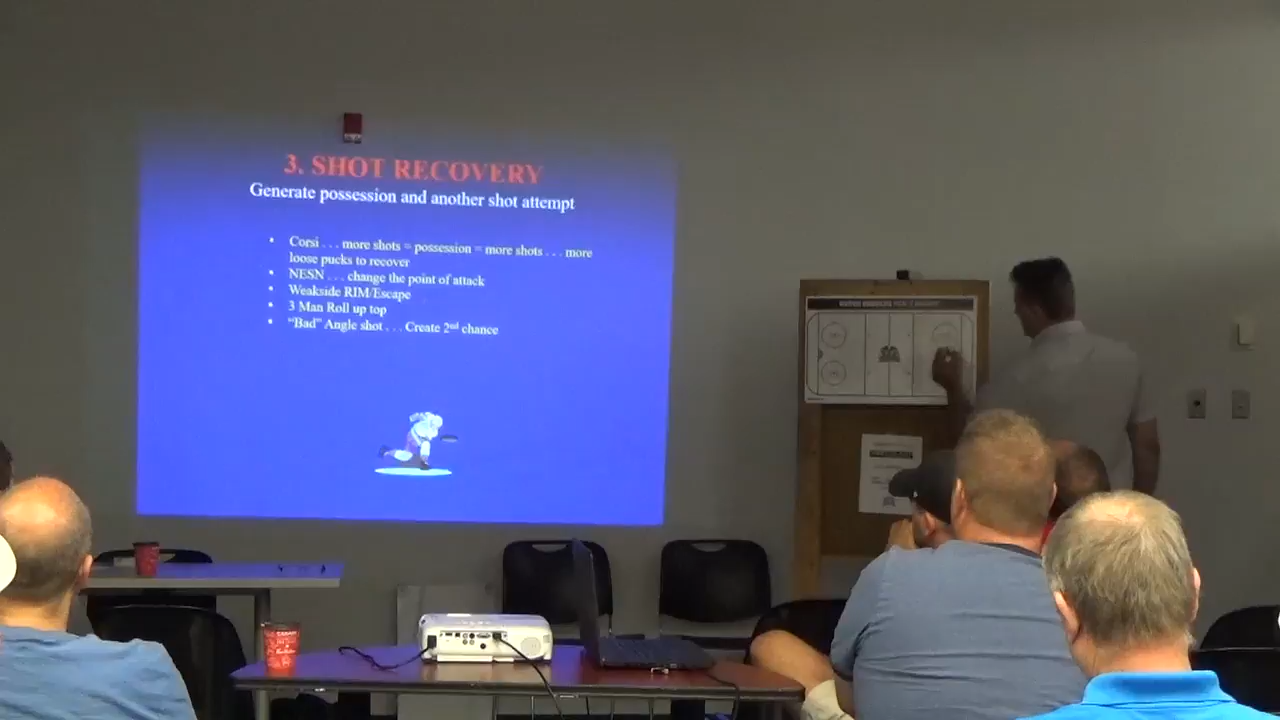 3. SHOT RECOVERY
Generate possession and another shot attempt
• Corsi . . . more shots = possession = more shots . . . more
loose pucks to recover
• NESN . . . change the point of attack
• Weakside RIM/Escape
• 3 Man Roll up top
• “Bad” Angle shot . . . Create 2nd chance